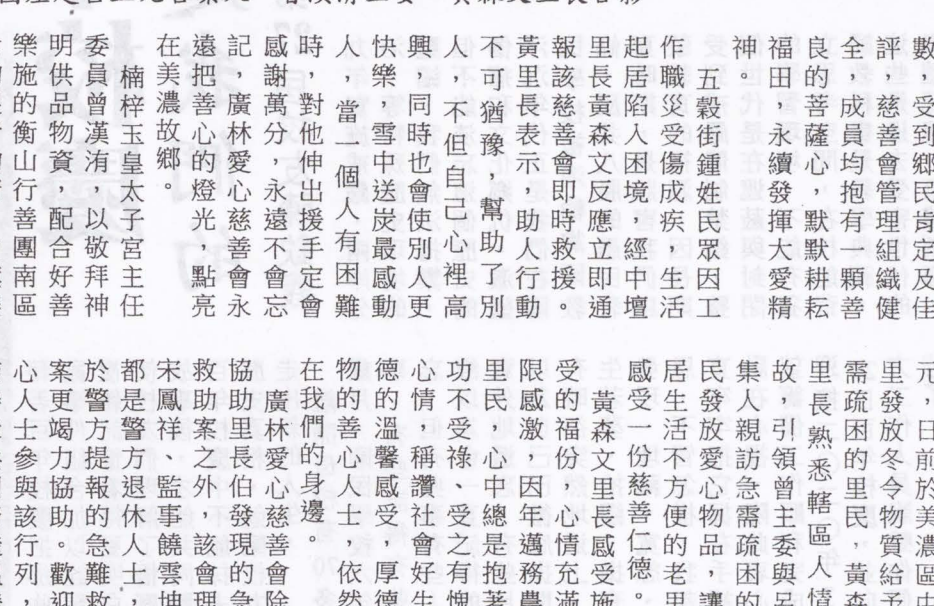 數，受到鄉民肯定及佳
評，慈善會管理組織健
全，成員均抱有一顆善
良的菩薩心，默默耕耘
福田，永續發揮大愛精
神。
五穀街鍾姓民眾因工
作職災受傷成疾，生活
起居陷入困境，經中壇
里長黃森文反應立即通
報該慈善會即時救援。
黃里長表示，助人行動
不可猶豫，幫助別
人，不但自己心裡高
興，同時也會使別更
快樂，雪中送炭最感動
人，當一個人有困難
時，對他伸出援手定會
感謝萬分，永遠不會忘
記，廣林愛心慈善會永
遠把善心的燈光，點亮
在美濃故鄉。
楠梓玉皇太子宮主任
委員曾漢洧，以敬拜神
明供品物資，配合好善
樂施的衡山行善團南區
元，日前於美濃區中
里發放冬令物質給予
需疏困的里民，黃森
里長熟悉轄區人情
故，引領曾主委與
集人親訪急需疏困的
民發放愛心物品，讓
居生活不方便的老里
感受一份慈善仁德。
黃森文里長感受施
受的福份，心情充滿
限感激，因年邁務農
里民，心中總是抱著
功不受祿、受之有愧
心情，稱讚社會好生
德的溫馨感受，厚德
物的善心人士，依然
在我們的身邊。
廣林愛心慈善會除
協助里長伯發現的急
救助案之外，該會理
宋鳳祥、監事饒雲坤
都是警方退休人士，
於警方提報的急難救
案更竭力協助，歡迎
心人士參與該行列，